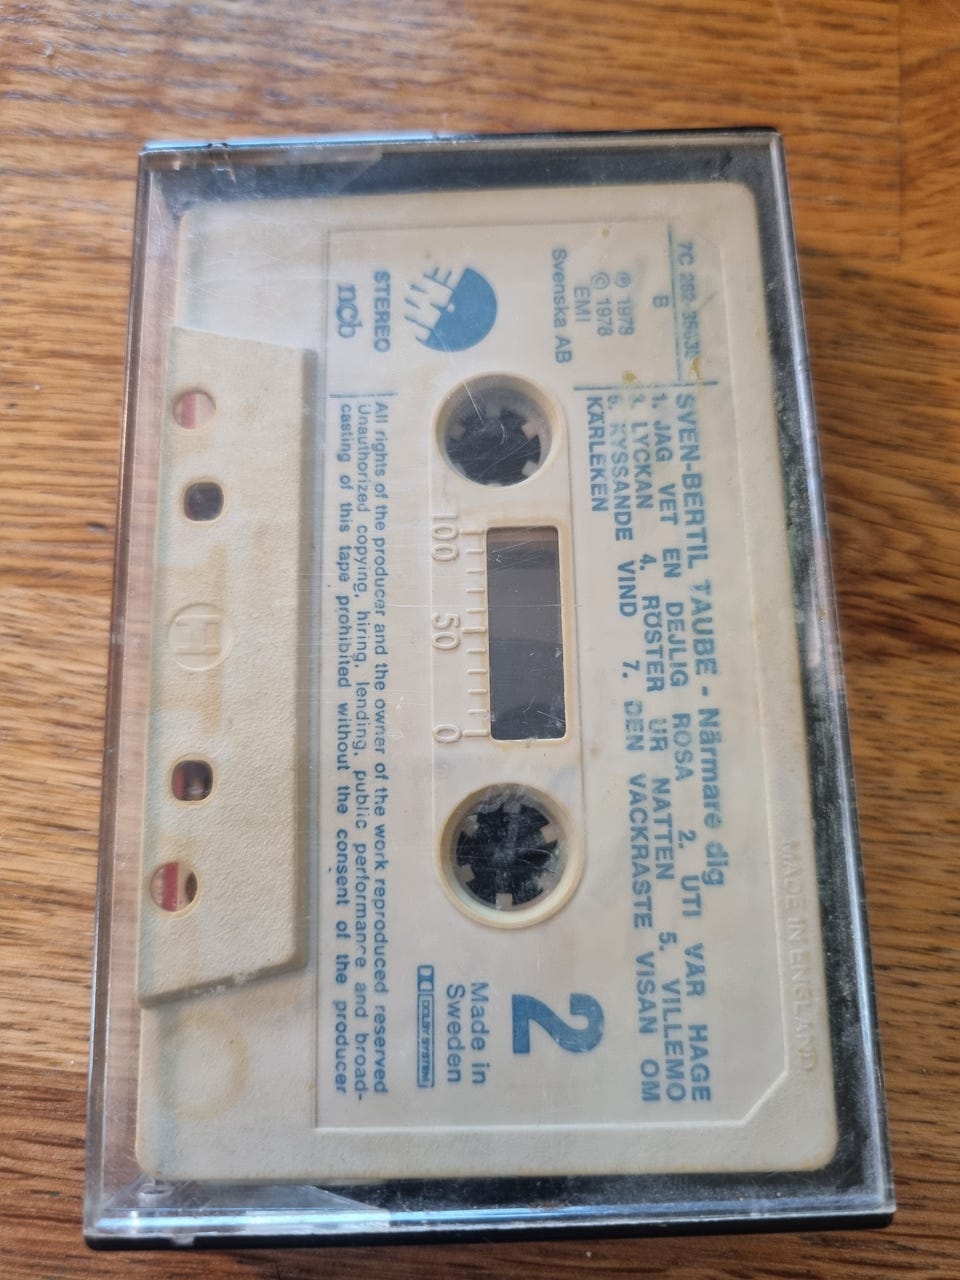 SVEN-BERTIL TAUBE - Närmare dig
1. JAG VET EN DEJLIG ROSA 2. UTI VÅR HAGE
3. LYCKAN 4. RÖSTER UR NATTEN 5. VILLEMO
6. KYSSANDE VIND 7. DEN VACKRASTE VISAN OM
KÄRLEKEN
7C 262-
B
℗ 1978
© 1978
EMI
Svenska AB
EMI
STEREO
ncb
2
Made in
Sweden
DOLBY SYSTEM
100 50 0
All rights of the producer and the owner of the work reproduced reserved
Unauthorized copying, hiring, lending, public performance and broad-
casting of this tape prohibited without the consent of the producer
MADE IN ENGLAND